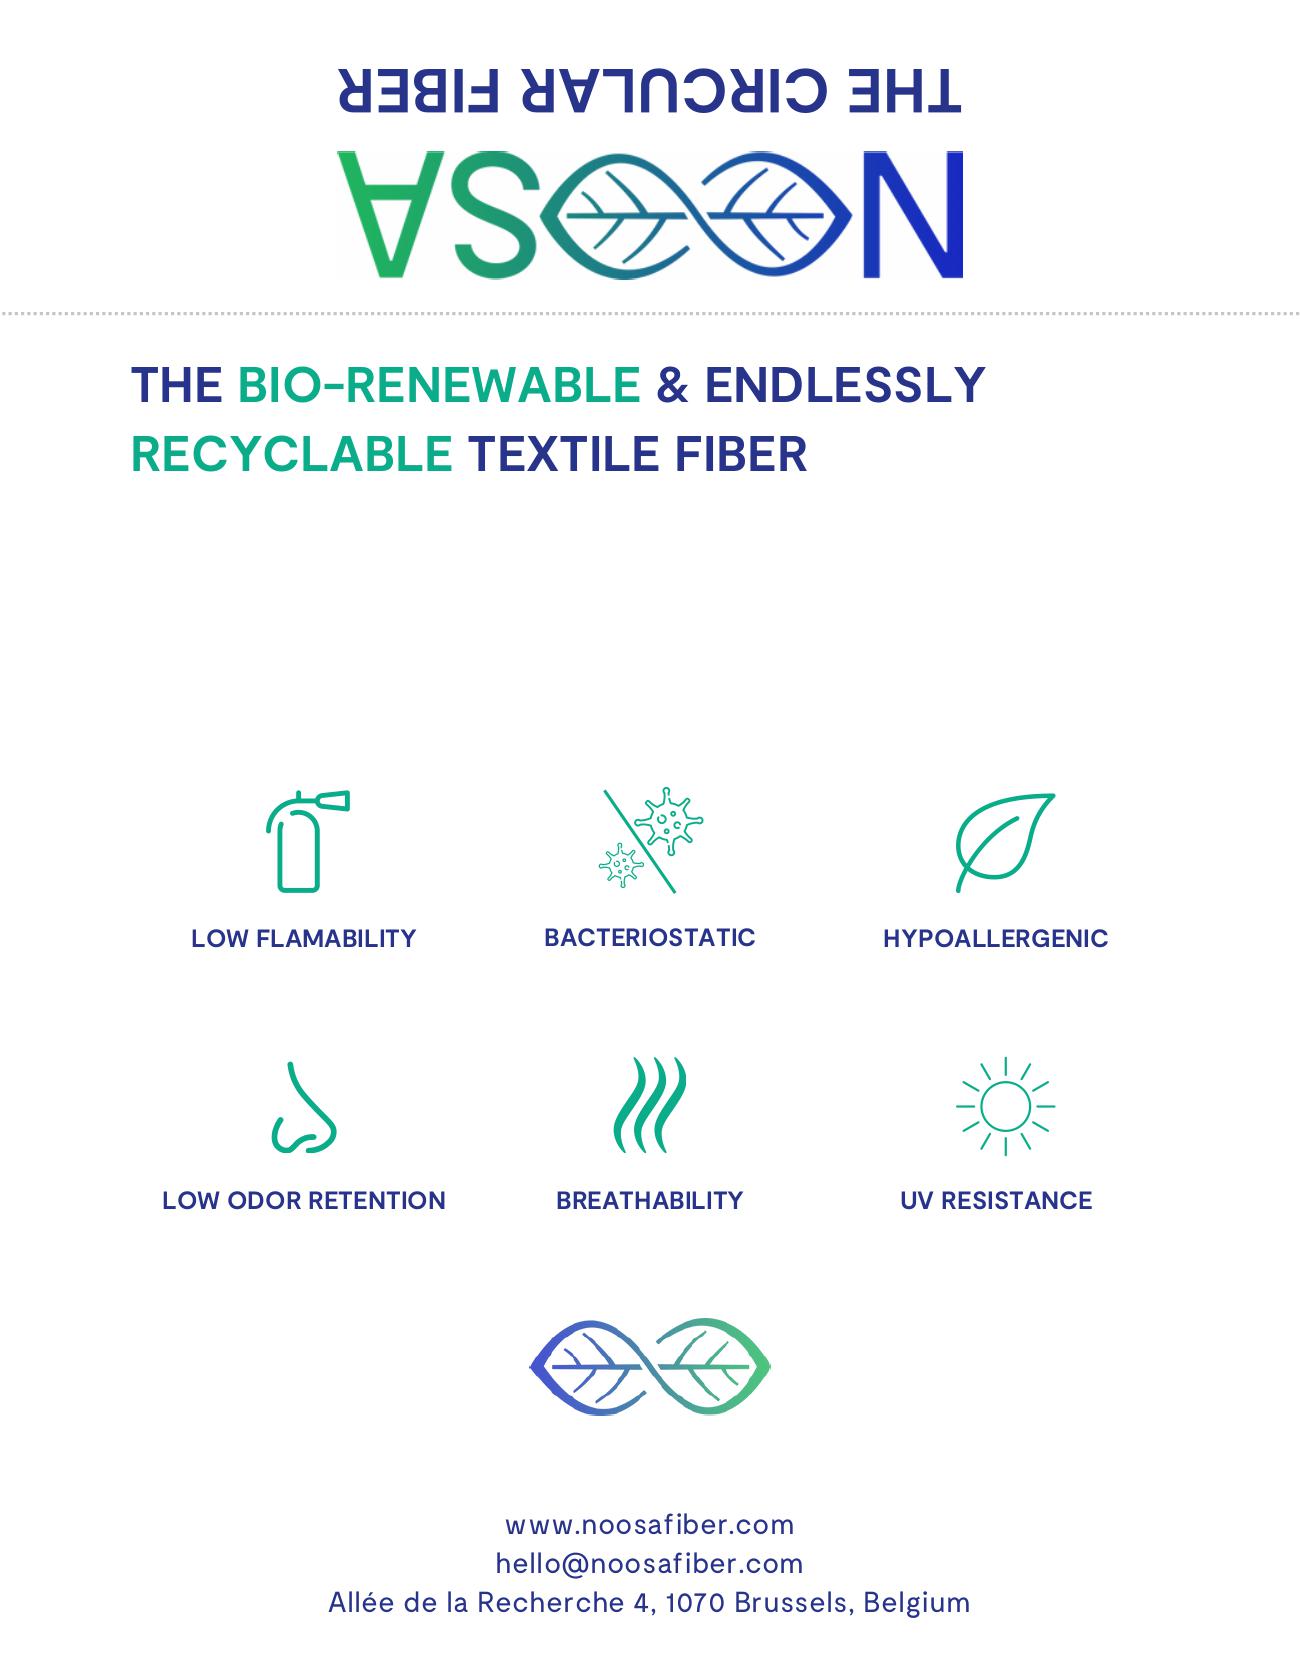 NOOSA
THE CIRCULAR FIBER
THE BIO-RENEWABLE & ENDLESSLY
RECYCLABLE TEXTILE FIBER
LOW FLAMABILITY
BACTERIOSTATIC
HYPOALLERGENIC
LOW ODOR RETENTION
BREATHABILITY
UV RESISTANCE
www.noosafiber.com
hello@noosafiber.com
Allée de la Recherche 4, 1070 Brussels, Belgium